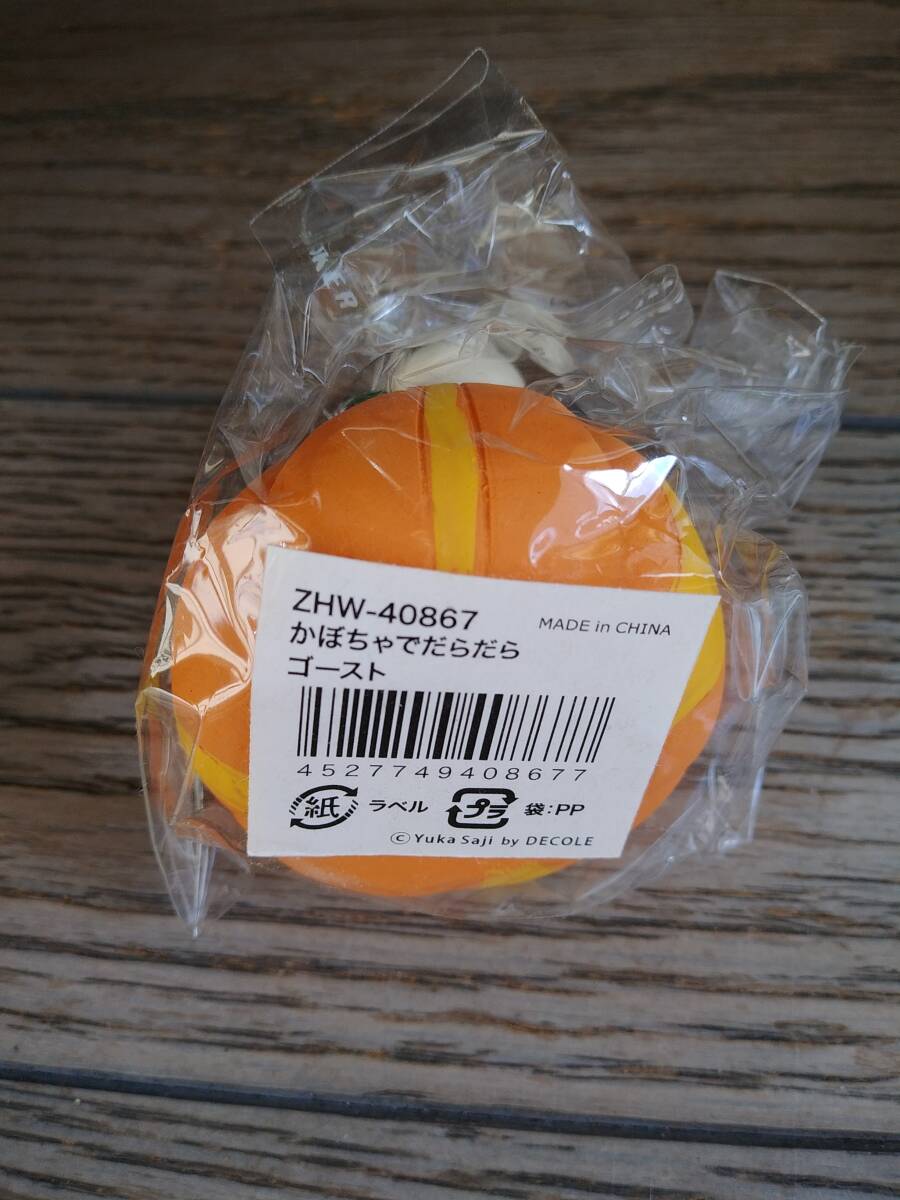 KER
ZHW-40867
MADE in CHINA
かぼちゃでだらだら
ゴースト
4527749408677
紙 ラベル プラ 袋:PP
©Yuka Saji by DECOLE